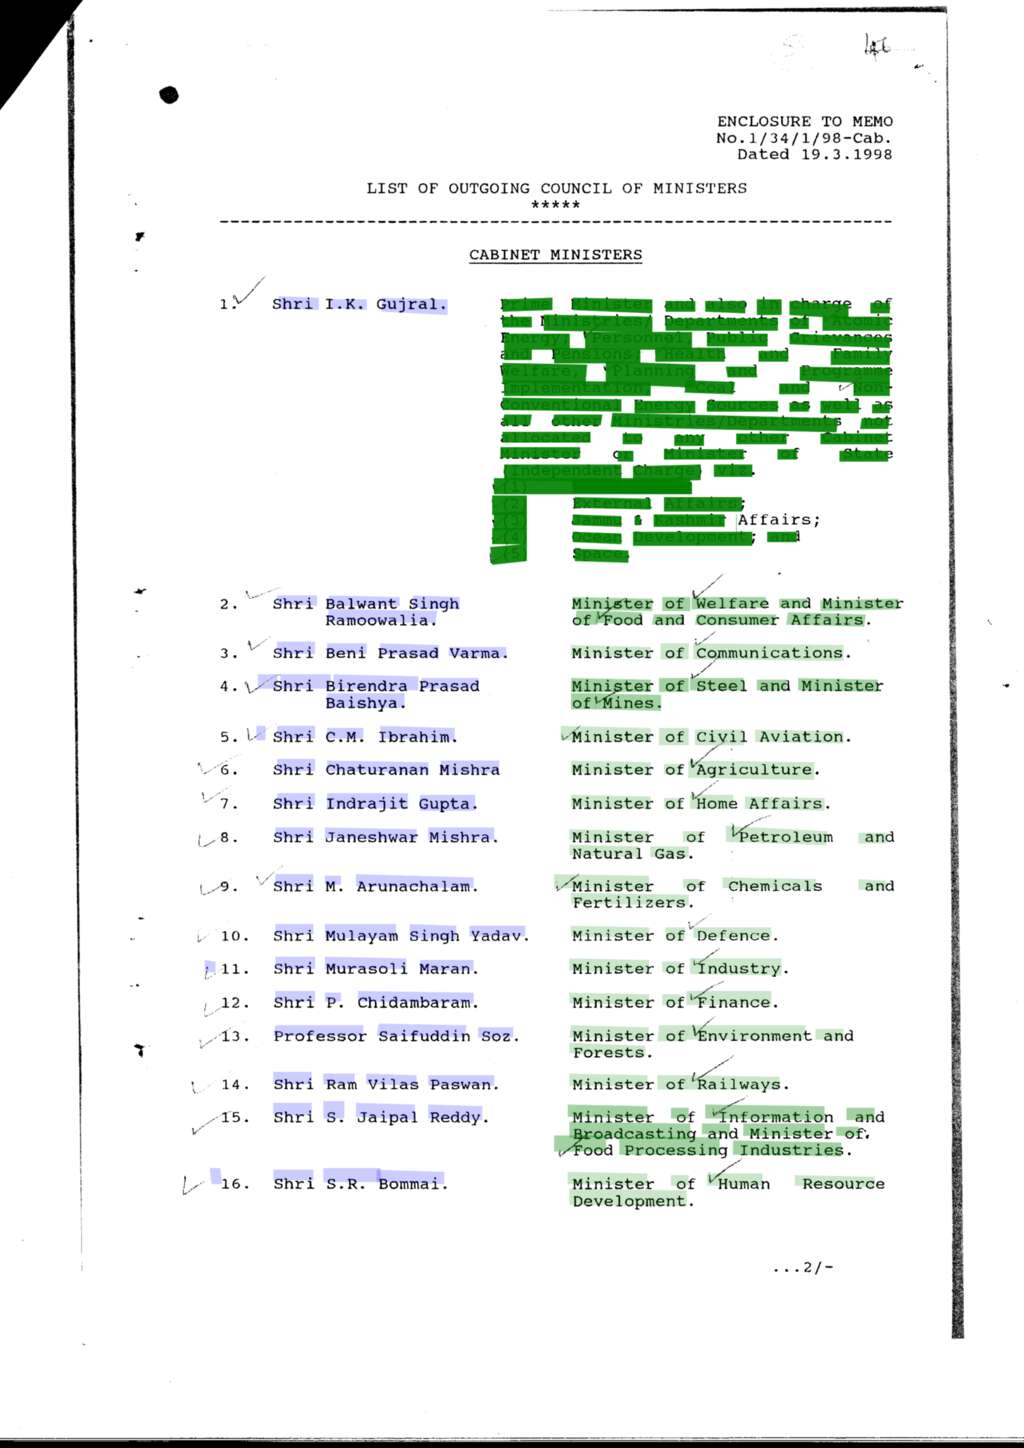 ENCLOSURE TO MEMO
No.1/34/1/98-Cab.
Dated 19.3.1998
LIST OF OUTGOING COUNCIL OF MINISTERS
*****
CABINET MINISTERS
1. Shri I.K. Gujral. Prime Minister and also in charge of
the Ministries/ Departments of Atomic
Energy, Personnel, Public Grievances
and Pensions, Health and Family
Welfare, Planning and Programme
Implementation, Coal and Non-
Conventional Energy Sources as well as
all other Ministries/Departments not
allocated to any other Cabinet
Minister or Minister of State
(Independent Charge) viz.
(1)
(2) External Affairs;
(3) Jammu & Kashmir Affairs;
(4) Ocean Development; and
(5) Space.
2. Shri Balwant Singh Minister of Welfare and Minister
Ramoowalia. of Food and Consumer Affairs.
3. Shri Beni Prasad Varma. Minister of Communications.
4. Shri Birendra Prasad Minister of Steel and Minister
Baishya. of Mines.
5. Shri C.M. Ibrahim. Minister of Civil Aviation.
6. Shri Chaturanan Mishra Minister of Agriculture.
7. Shri Indrajit Gupta. Minister of Home Affairs.
8. Shri Janeshwar Mishra. Minister of Petroleum and
Natural Gas.
9. Shri M. Arunachalam. Minister of Chemicals and
Fertilizers.
10. Shri Mulayam Singh Yadav. Minister of Defence.
11. Shri Murasoli Maran. Minister of Industry.
12. Shri P. Chidambaram. Minister of Finance.
13. Professor Saifuddin Soz. Minister of Environment and
Forests.
14. Shri Ram Vilas Paswan. Minister of Railways.
15. Shri S. Jaipal Reddy. Minister of Information and
Broadcasting and Minister of
Food Processing Industries.
16. Shri S.R. Bommai. Minister of Human Resource
Development.
...2/-